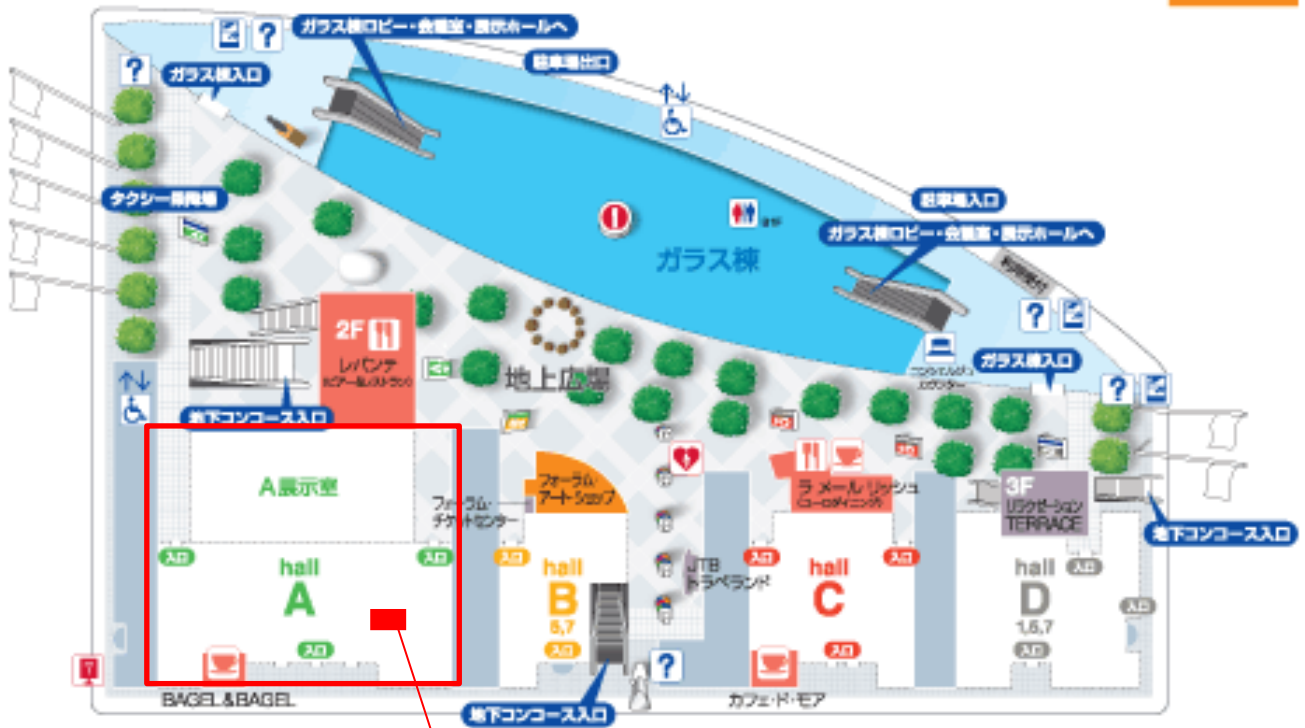 ガラス棟ロビー・会議室・展示ホールへ
?
?
ガラス棟入口
駐車場出口
タクシー乗降場
駐車場入口
ガラス棟ロビー・会議室・展示ホールへ
ガラス棟
2F
レバンテ
地上広場
?
ガラス棟入口
?
地下コンコース入口
A展示室
フォーラム・
アートショップ
フォーラム・
チケットセンター
ラ メール リッシュ
3F
リラクゼーション
TERRACE
地下コンコース入口
入口
入口
入口
入口
入口
入口
入口
hall
A
hall
B
5,7
JTB
トラベランド
hall
C
hall
D
1,5,7
入口
入口
入口
入口
?
BAGEL&BAGEL
カフェ・ド・モア
地下コンコース入口